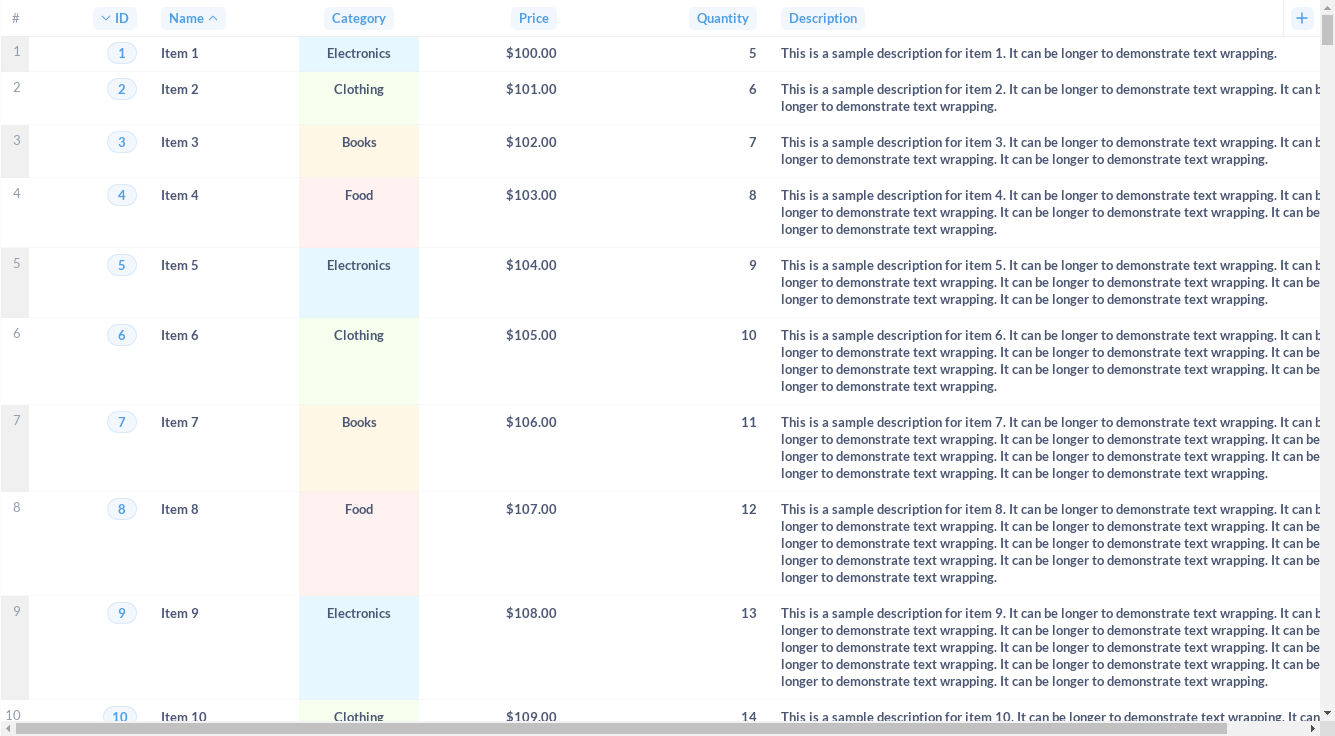 # ID Name Category Price Quantity Description
1 1 Item 1 Electronics $100.00 5 This is a sample description for item 1. It can be longer to demonstrate text wrapping.
2 2 Item 2 Clothing $101.00 6 This is a sample description for item 2. It can be longer to demonstrate text wrapping. It can
longer to demonstrate text wrapping.
3 3 Item 3 Books $102.00 7 This is a sample description for item 3. It can be longer to demonstrate text wrapping. It can
longer to demonstrate text wrapping. It can be longer to demonstrate text wrapping.
4 4 Item 4 Food $103.00 8 This is a sample description for item 4. It can be longer to demonstrate text wrapping. It can
longer to demonstrate text wrapping. It can be longer to demonstrate text wrapping. It can be
longer to demonstrate text wrapping.
5 5 Item 5 Electronics $104.00 9 This is a sample description for item 5. It can be longer to demonstrate text wrapping. It can
longer to demonstrate text wrapping. It can be longer to demonstrate text wrapping. It can be
longer to demonstrate text wrapping. It can be longer to demonstrate text wrapping.
6 6 Item 6 Clothing $105.00 10 This is a sample description for item 6. It can be longer to demonstrate text wrapping. It can
longer to demonstrate text wrapping. It can be longer to demonstrate text wrapping. It can be
longer to demonstrate text wrapping. It can be longer to demonstrate text wrapping. It can be
longer to demonstrate text wrapping.
7 7 Item 7 Books $106.00 11 This is a sample description for item 7. It can be longer to demonstrate text wrapping. It can
longer to demonstrate text wrapping. It can be longer to demonstrate text wrapping. It can be
longer to demonstrate text wrapping. It can be longer to demonstrate text wrapping. It can be
longer to demonstrate text wrapping. It can be longer to demonstrate text wrapping.
8 8 Item 8 Food $107.00 12 This is a sample description for item 8. It can be longer to demonstrate text wrapping. It can
longer to demonstrate text wrapping. It can be longer to demonstrate text wrapping. It can be
longer to demonstrate text wrapping. It can be longer to demonstrate text wrapping. It can be
longer to demonstrate text wrapping. It can be longer to demonstrate text wrapping. It can be
longer to demonstrate text wrapping.
9 9 Item 9 Electronics $108.00 13 This is a sample description for item 9. It can be longer to demonstrate text wrapping. It can
longer to demonstrate text wrapping. It can be longer to demonstrate text wrapping. It can be
longer to demonstrate text wrapping. It can be longer to demonstrate text wrapping. It can be
longer to demonstrate text wrapping. It can be longer to demonstrate text wrapping. It can be
longer to demonstrate text wrapping. It can be longer to demonstrate text wrapping.
10 10 Item 10 Clothing $109.00 14 This is a sample description for item 10. It can be longer to demonstrate text wrapping. It can